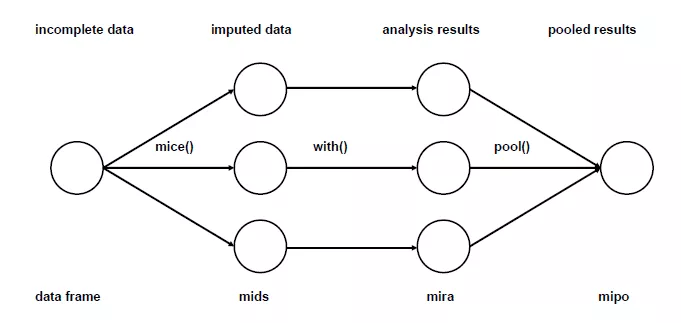 incomplete data imputed data analysis results pooled results
mice() with() pool()
data frame mids mira mipo